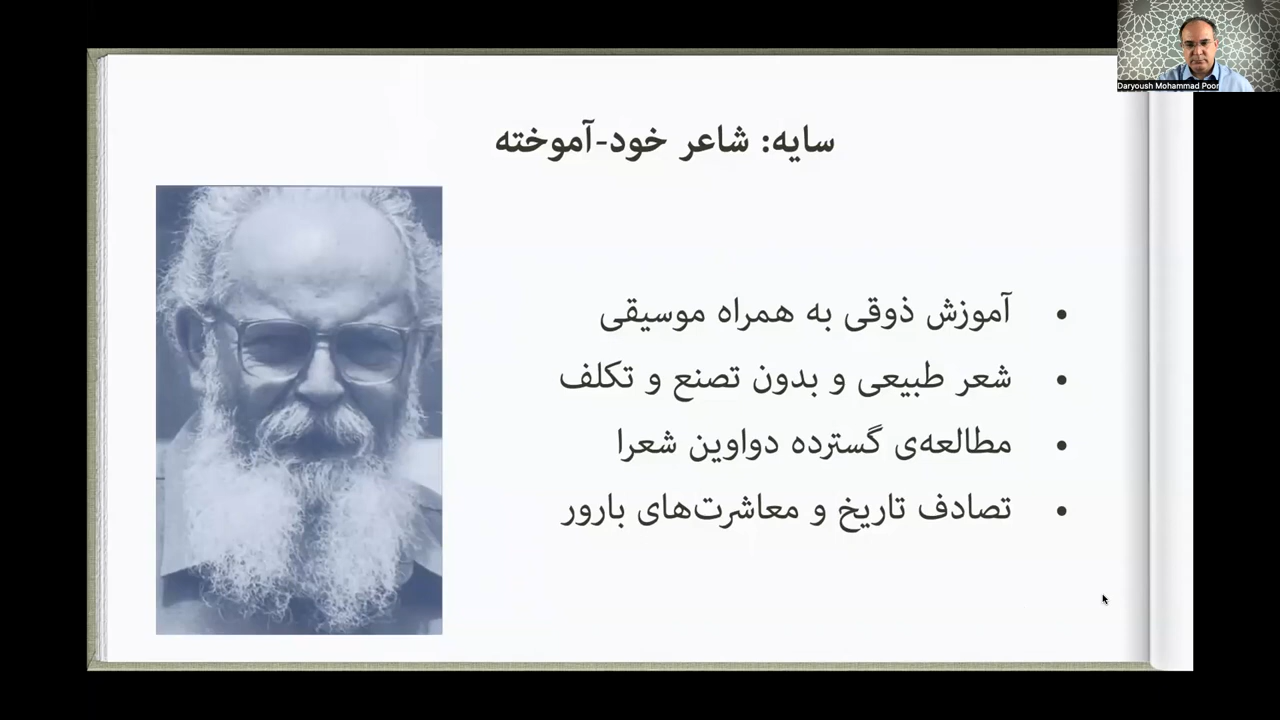 Daryoush Mohammad Poor
سایه: شاعر خود-آموخته
• آموزش ذوقی به همراه موسیقی
• شعر طبیعی و بدون تصنع و تکلف
• مطالعه‌ی گسترده دواوین شعرا
• تصادف تاریخ و معاشرت‌های بارور